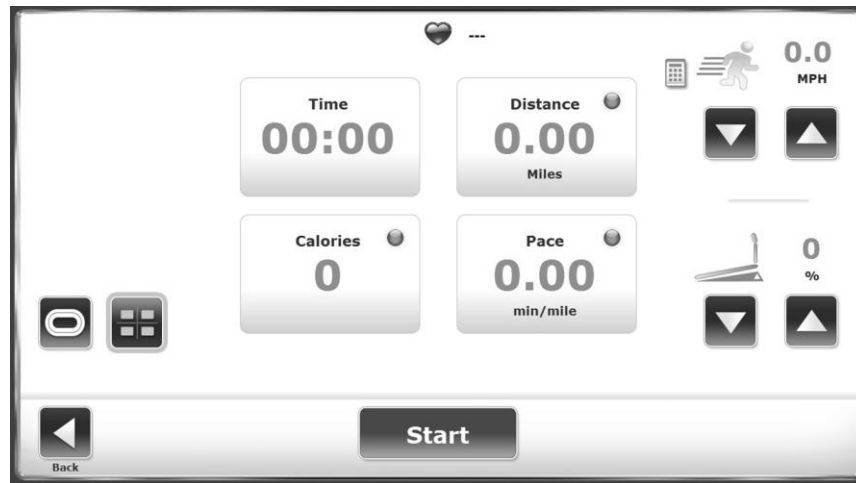 ---
0.0
MPH
Time
00:00
Distance
0.00
Miles
Calories
0
Pace
0.00
min/mile
0
%
Start
Back